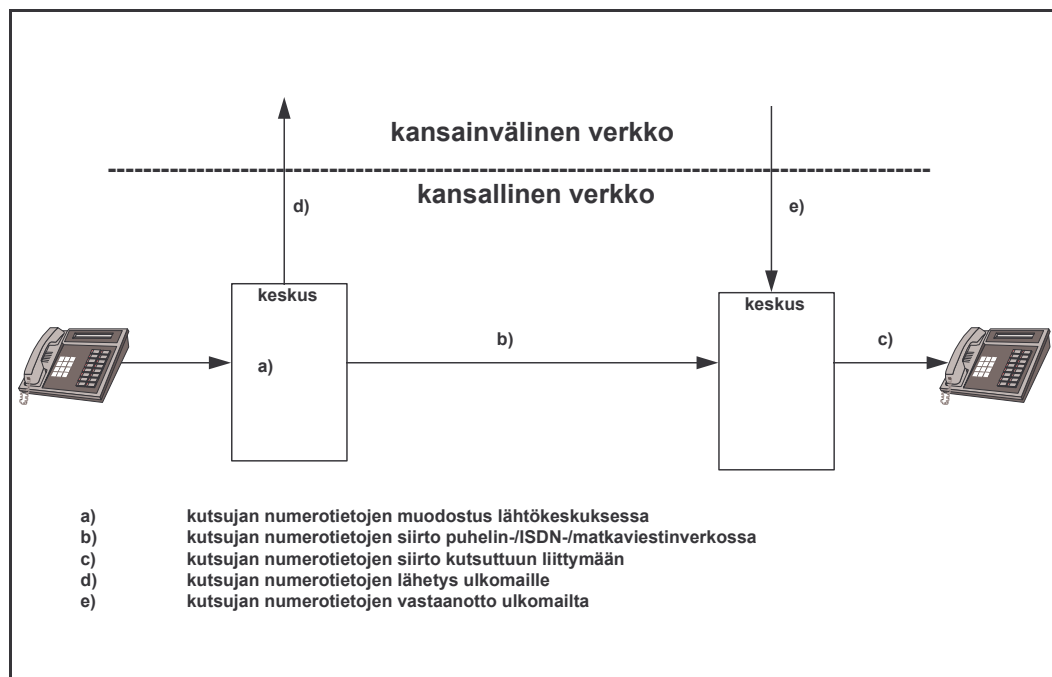 kansainvälinen verkko
kansallinen verkko
d)
e)
keskus
keskus
b)
c)
a)
a) kutsujan numerotietojen muodostus lähtökeskuksessa
b) kutsujan numerotietojen siirto puhelin-/ISDN-/matkaviestinverkossa
c) kutsujan numerotietojen siirto kutsuttuun liittymään
d) kutsujan numerotietojen lähetys ulkomaille
e) kutsujan numerotietojen vastaanotto ulkomailta